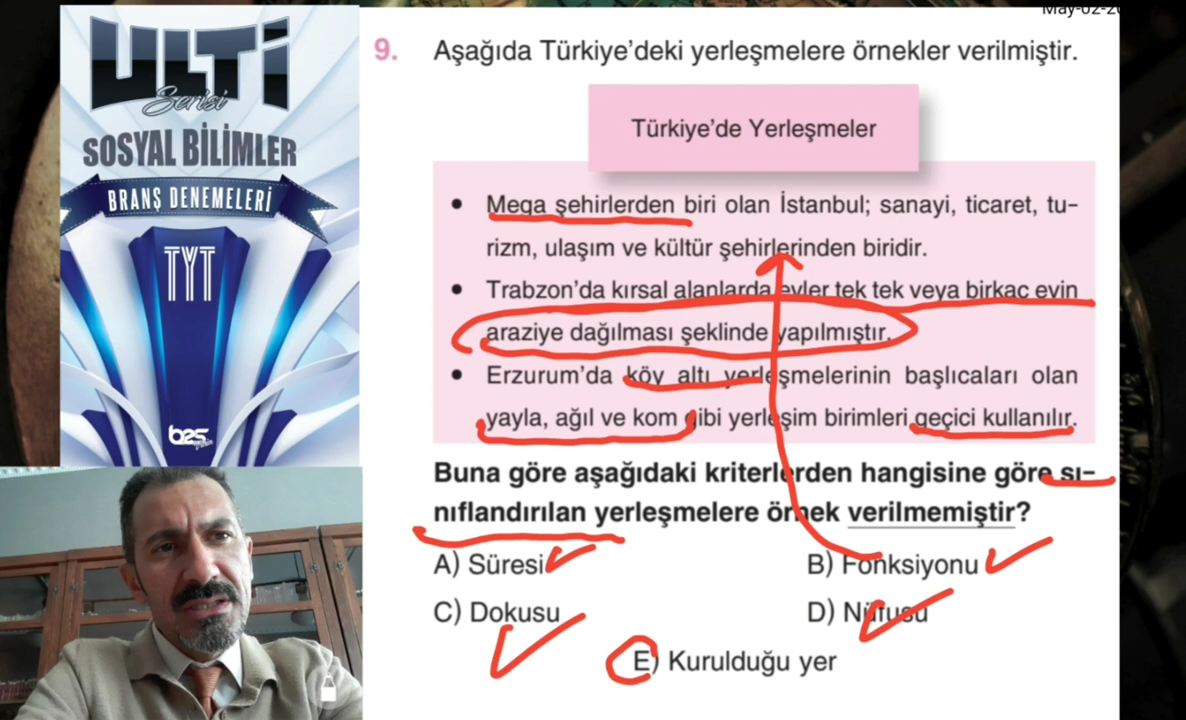 May-02-2
ULTi
Serisi
SOSYAL BİLİMLER
BRANŞ DENEMELERİ
TYT
b2s
9. Aşağıda Türkiye'deki yerleşmelere örnekler verilmiştir.
Türkiye'de Yerleşmeler
• Mega şehirlerden biri olan İstanbul; sanayi, ticaret, tu-
rizm, ulaşım ve kültür şehirlerinden biridir.
• Trabzon'da kırsal alanlarda evler tek tek veya birkaç evin
araziye dağılması şeklinde yapılmıştır.
• Erzurum'da köy altı yerleşmelerinin başlıcaları olan
yayla, ağıl ve kom gibi yerleşim birimleri geçici kullanılır.
Buna göre aşağıdaki kriterlerden hangisine göre sı-
nıflandırılan yerleşmelere örnek verilmemiştir?
A) Süresi B) Fonksiyonu
C) Dokusu D) Nüfusu
E) Kurulduğu yer